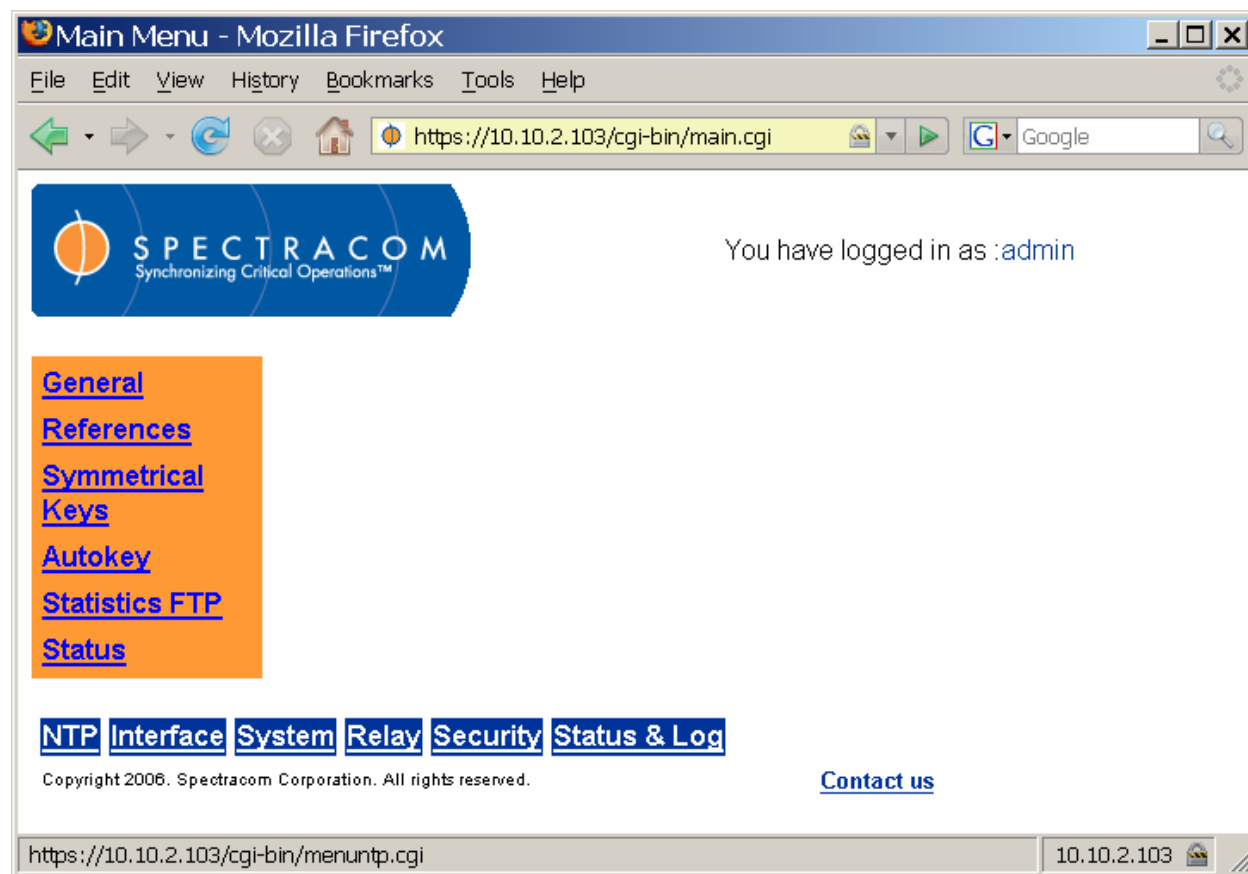 Main Menu - Mozilla Firefox
File Edit View History Bookmarks Tools Help
https://10.10.2.103/cgi-bin/main.cgi G Google
SPECTRACOM
Synchronizing Critical Operations™
You have logged in as :admin
General
References
Symmetrical
Keys
Autokey
Statistics FTP
Status
NTP Interface System Relay Security Status & Log
Copyright 2006. Spectracom Corporation. All rights reserved.
Contact us
https://10.10.2.103/cgi-bin/menuntp.cgi 10.10.2.103